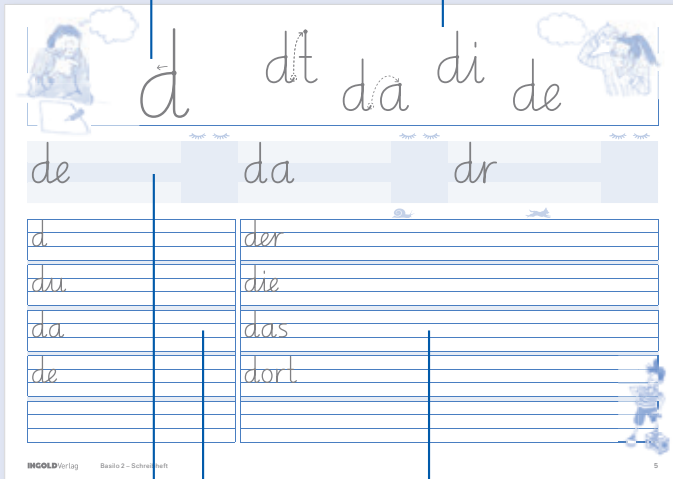 d dt da di de
de da dr
d der
du die
da das
de dort
INGOLDVerlag Basilo 2 – Schreibheft 5